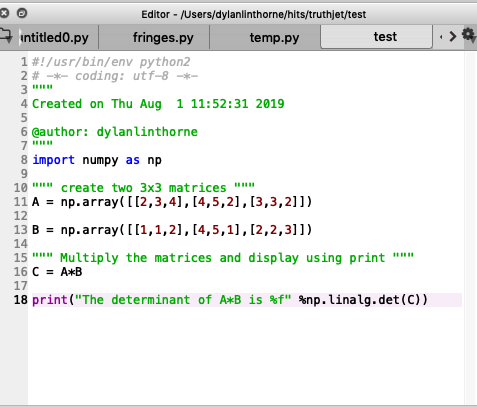 Editor - /Users/dylanlinthorne/hits/truthjet/test
ntitled0.py fringes.py temp.py test
1 #!/usr/bin/env python2
2 # -*- coding: utf-8 -*-
3 """
4 Created on Thu Aug  1 11:52:31 2019
5
6 @author: dylanlinthorne
7 """
8 import numpy as np
9
10 """ create two 3x3 matrices """
11 A = np.array([[2,3,4],[4,5,2],[3,3,2]])
12
13 B = np.array([[1,1,2],[4,5,1],[2,2,3]])
14
15 """ Multiply the matrices and display using print """
16 C = A*B
17
18 print("The determinant of A*B is %f" %np.linalg.det(C))